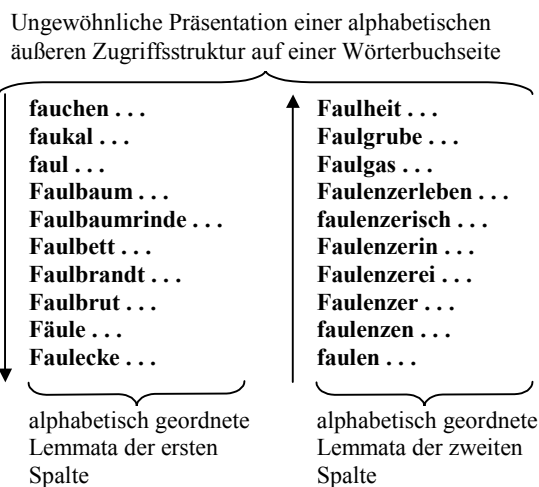 Ungewöhnliche Präsentation einer alphabetischen
äußeren Zugriffsstruktur auf einer Wörterbuchseite
fauchen . . .
faukal . . .
faul . . .
Faulbaum . . .
Faulbaumrinde . . .
Faulbett . . .
Faulbrandt . . .
Faulbrut . . .
Fäule . . .
Faulecke . . .
alphabetisch geordnete
Lemmata der ersten
Spalte
Faulheit . . .
Faulgrube . . .
Faulgas . . .
Faulenzerleben . . .
faulenzerisch . . .
Faulenzerin . . .
Faulenzerei . . .
Faulenzer . . .
faulenzen . . .
faulen . . .
alphabetisch geordnete
Lemmata der zweiten
Spalte